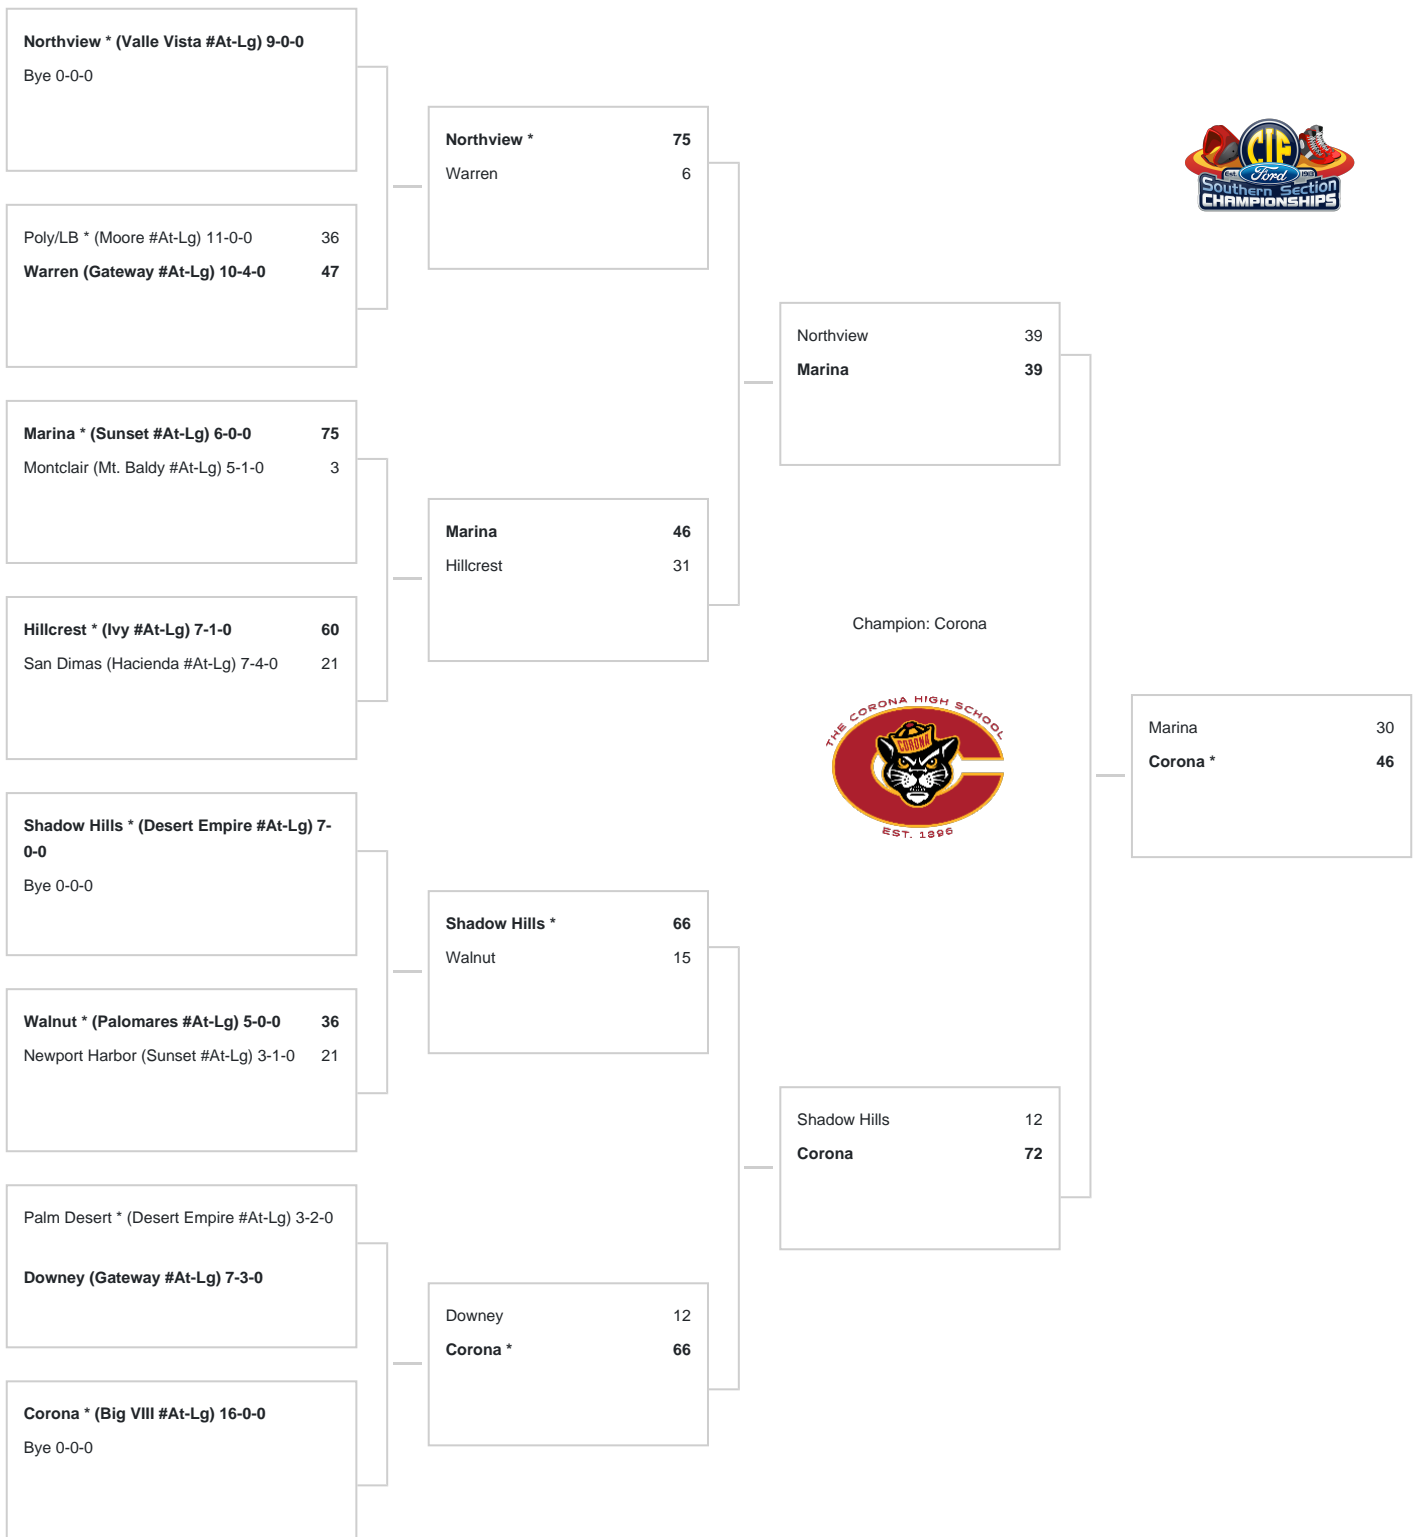 Northview * (Valle Vista #At-Lg) 9-0-0
Bye 0-0-0
Poly/LB * (Moore #At-Lg) 11-0-0 36
Warren (Gateway #At-Lg) 10-4-0 47
Marina * (Sunset #At-Lg) 6-0-0 75
Montclair (Mt. Baldy #At-Lg) 5-1-0 3
Hillcrest * (Ivy #At-Lg) 7-1-0 60
San Dimas (Hacienda #At-Lg) 7-4-0 21
Shadow Hills * (Desert Empire #At-Lg) 7-
0-0
Bye 0-0-0
Walnut * (Palomares #At-Lg) 5-0-0 36
Newport Harbor (Sunset #At-Lg) 3-1-0 21
Palm Desert * (Desert Empire #At-Lg) 3-2-0
Downey (Gateway #At-Lg) 7-3-0
Corona * (Big VIII #At-Lg) 16-0-0
Bye 0-0-0
Northview * 75
Warren 6
Marina 46
Hillcrest 31
Shadow Hills * 66
Walnut 15
Downey 12
Corona * 66
Northview 39
Marina 39
Shadow Hills 12
Corona 72
Champion: Corona
THE CORONA HIGH SCHOOL
CORONA
EST. 1896
Marina 30
Corona * 46
CIF
Est. Ford 1913
Southern Section
CHAMPIONSHIPS